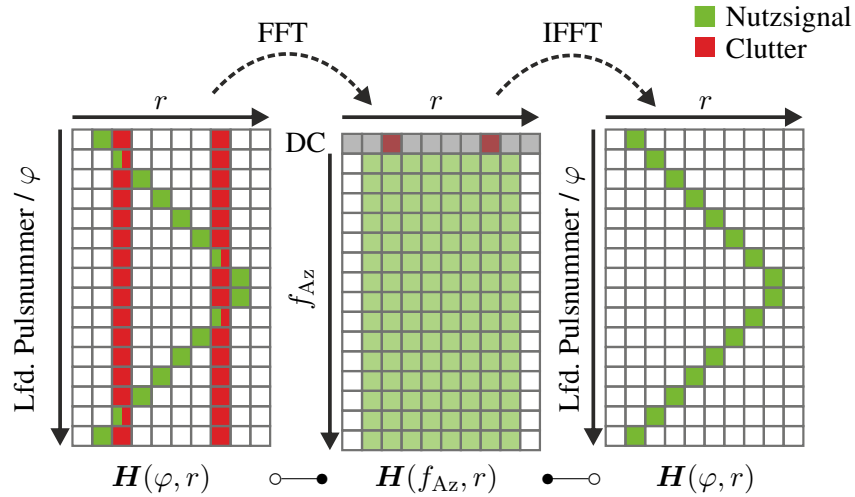 FFT
IFFT
Nutzsignal
Clutter
r
r
r
DC
Lfd. Pulsnummer / φ
f_Az
Lfd. Pulsnummer / φ
H(φ, r)
H(f_Az, r)
H(φ, r)